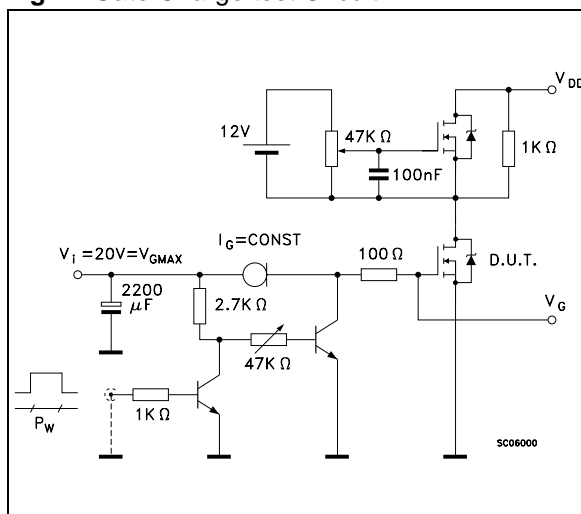 V DD
12V
47K Ω
1K Ω
100nF
I G =CONST
V i =20V=V GMAX
100 Ω
D.U.T.
2200
μF
2.7K Ω
V G
47K Ω
1K Ω
P W
SC06000